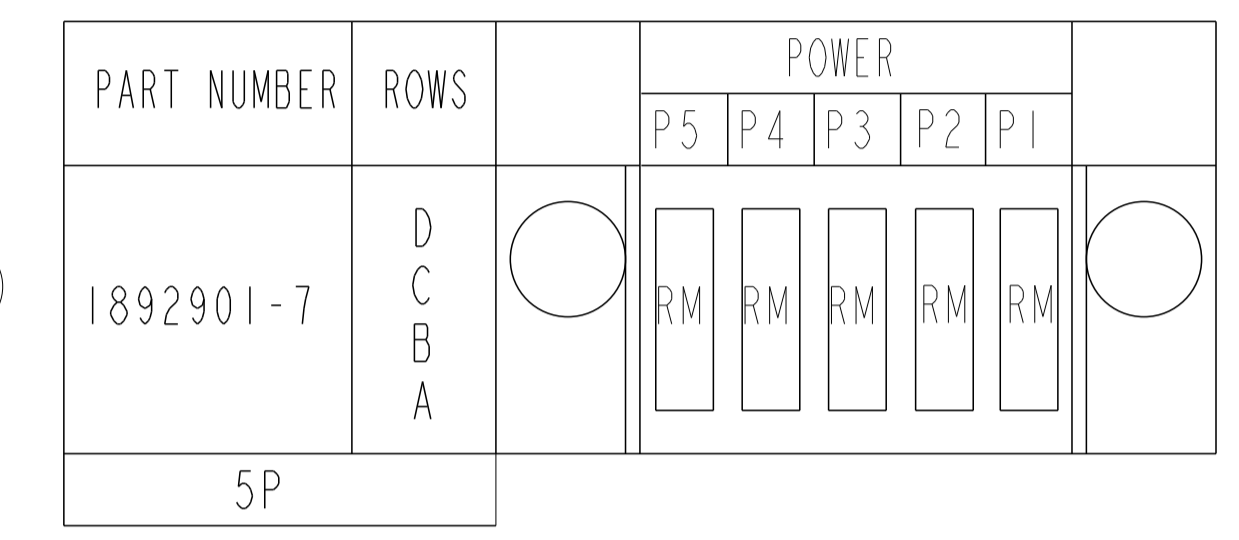 PART NUMBER ROWS POWER
P5 P4 P3 P2 P1
1892901-7
D
C
B
A
RM RM RM RM RM
5P